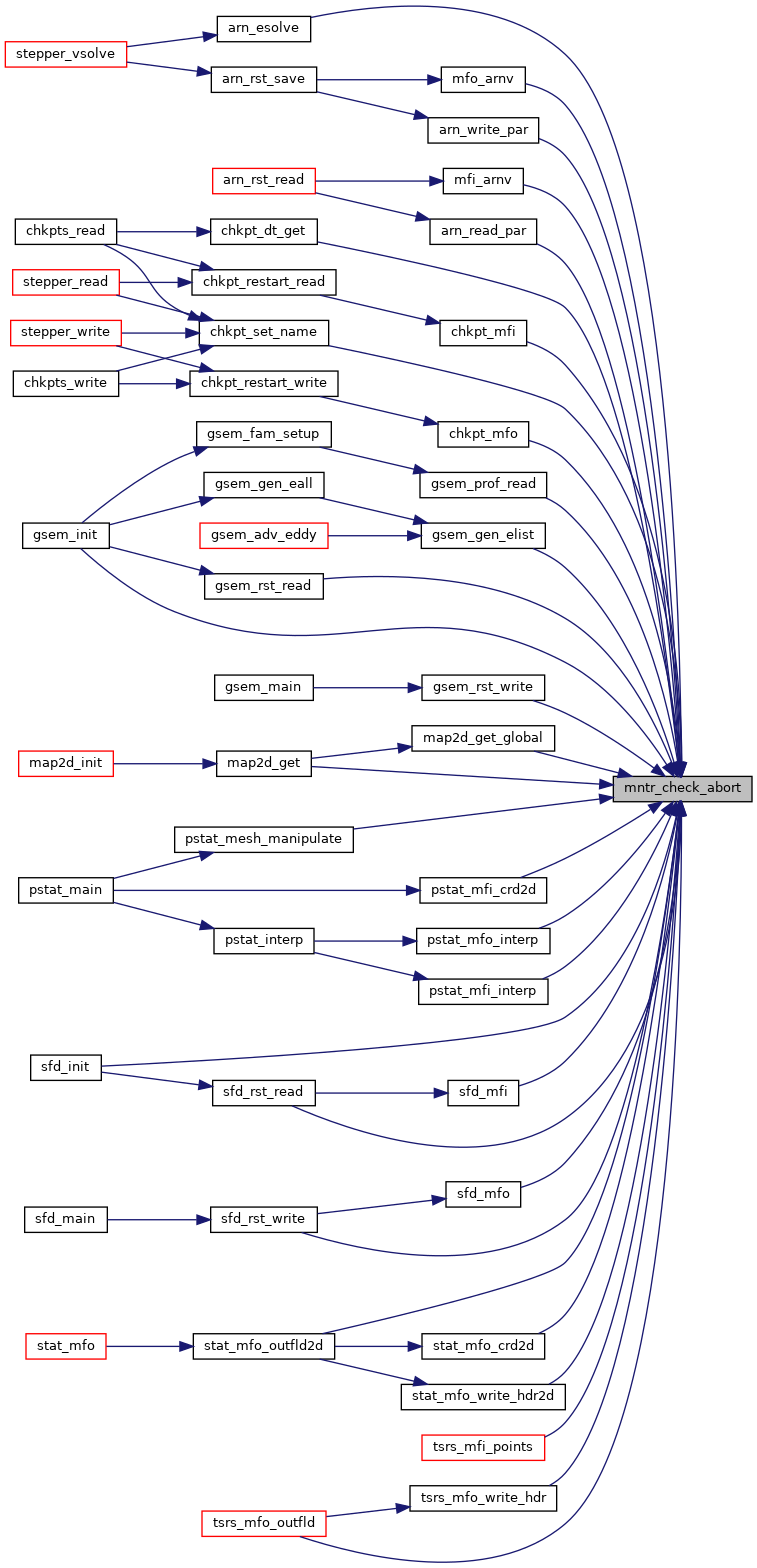 arn_esolve
stepper_vsolve
arn_rst_save
mfo_arnv
arn_write_par
arn_rst_read
mfi_arnv
chkpts_read
chkpt_dt_get
arn_read_par
stepper_read
chkpt_restart_read
stepper_write
chkpt_set_name
chkpt_mfi
chkpts_write
chkpt_restart_write
gsem_fam_setup
chkpt_mfo
gsem_gen_eall
gsem_prof_read
gsem_init
gsem_adv_eddy
gsem_gen_elist
gsem_rst_read
gsem_main
gsem_rst_write
map2d_get_global
map2d_init
map2d_get
mntr_check_abort
pstat_mesh_manipulate
pstat_main
pstat_mfi_crd2d
pstat_interp
pstat_mfo_interp
pstat_mfi_interp
sfd_init
sfd_rst_read
sfd_mfi
sfd_mfo
sfd_main
sfd_rst_write
stat_mfo
stat_mfo_outfld2d
stat_mfo_crd2d
stat_mfo_write_hdr2d
tsrs_mfi_points
tsrs_mfo_write_hdr
tsrs_mfo_outfld